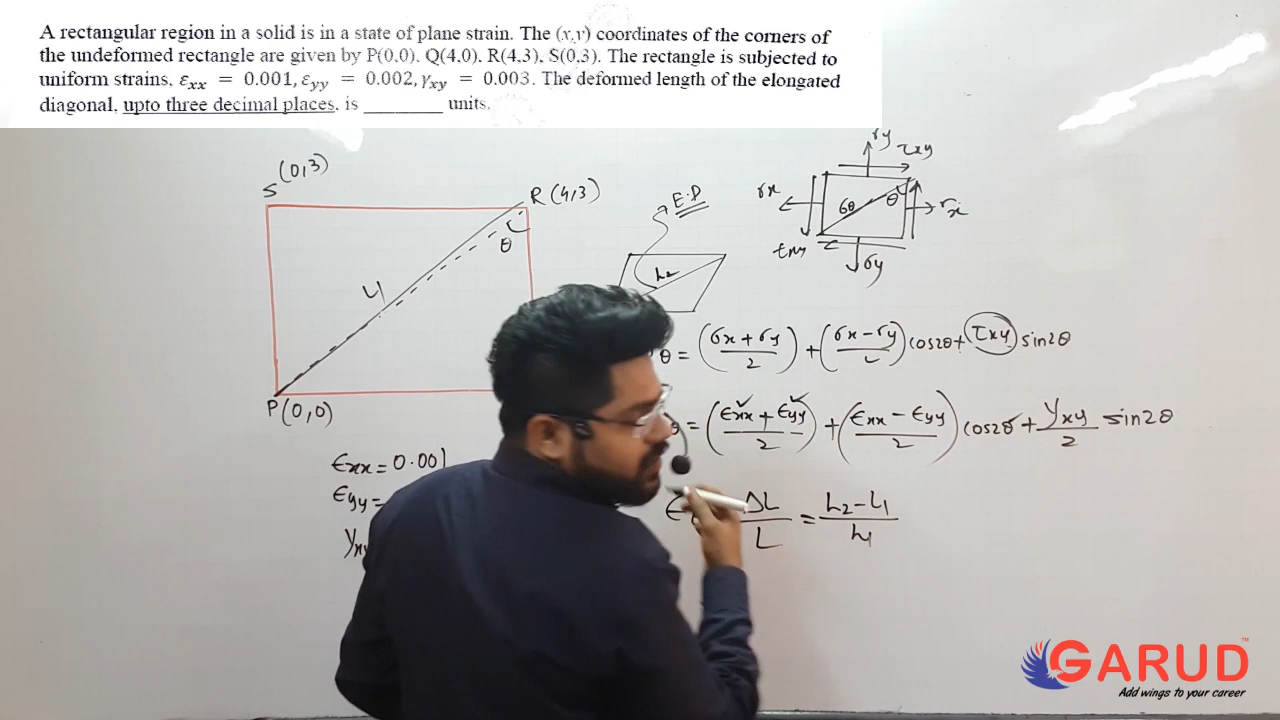 A rectangular region in a solid is in a state of plane strain. The (x,y) coordinates of the corners of
the undeformed rectangle are given by P(0,0), Q(4,0), R(4,3), S(0,3). The rectangle is subjected to
uniform strains, εxx = 0.001, εyy = 0.002, γxy = 0.003. The deformed length of the elongated
diagonal, upto three decimal places, is ________ units.
S (0,3)
R (4,3)
θ
L1
P(0,0)
E.D
L2
σy
τxy
σx
σθ
θ
σx
τxy
σy
θ = (σx + σy / 2) + (σx - σy / 2) cos2θ + τxy sin2θ
= (ϵxx + ϵyy / 2) + (ϵxx - ϵyy / 2) cos2θ + γxy / 2 sin2θ
ϵxx = 0.001
ϵyy =
ΔL / L = L2 - L1 / L1
GARUD
TM
Add wings to your career